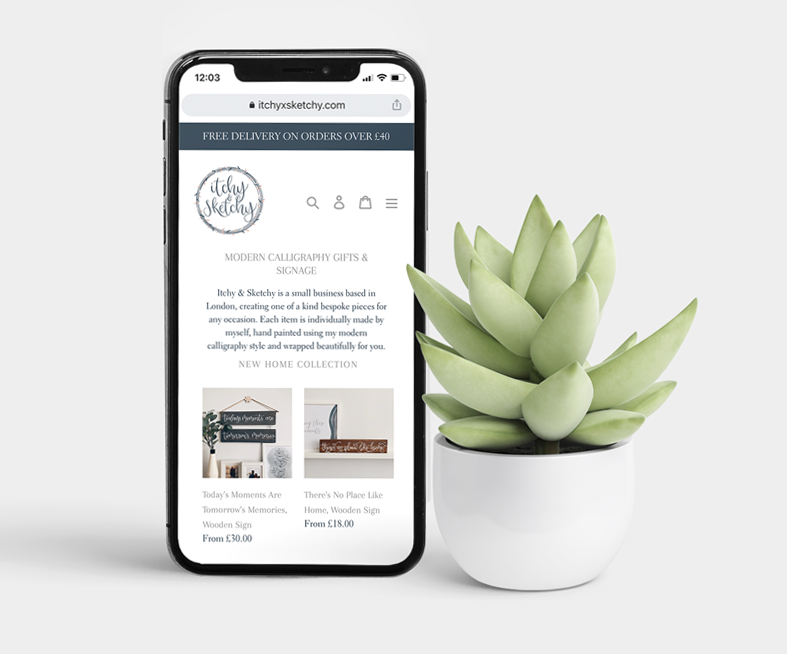 12:03
itchyxsketchy.com
FREE DELIVERY ON ORDERS OVER £40
itchy
&
sketchy
MODERN CALLIGRAPHY GIFTS &
SIGNAGE
Itchy & Sketchy is a small business based in
London, creating one of a kind bespoke pieces for
any occasion. Each item is individually made by
myself, hand painted using my modern
calligraphy style and wrapped beautifully for you.
NEW HOME COLLECTION
today's moments are
tomorrow's memories
there's no place like home
Today's Moments Are
Tomorrow's Memories,
Wooden Sign
From £30.00
There's No Place Like
Home, Wooden Sign
From £18.00